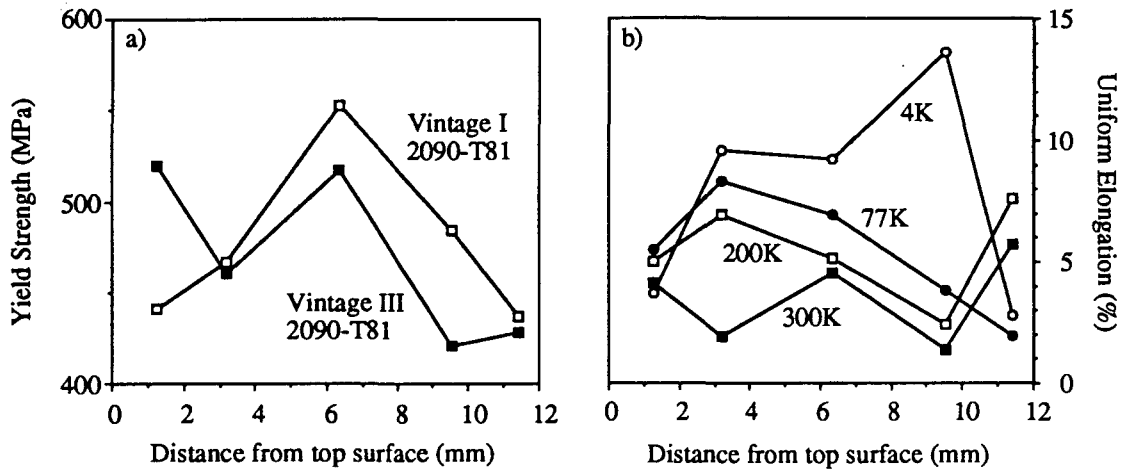 600
500
400
Yield Strength (MPa)
a)
Vintage I
2090-T81
Vintage III
2090-T81
0 2 4 6 8 10 12
Distance from top surface (mm)
b)
4K
77K
200K
300K
15
10
5
0
Uniform Elongation (%)
0 2 4 6 8 10 12
Distance from top surface (mm)